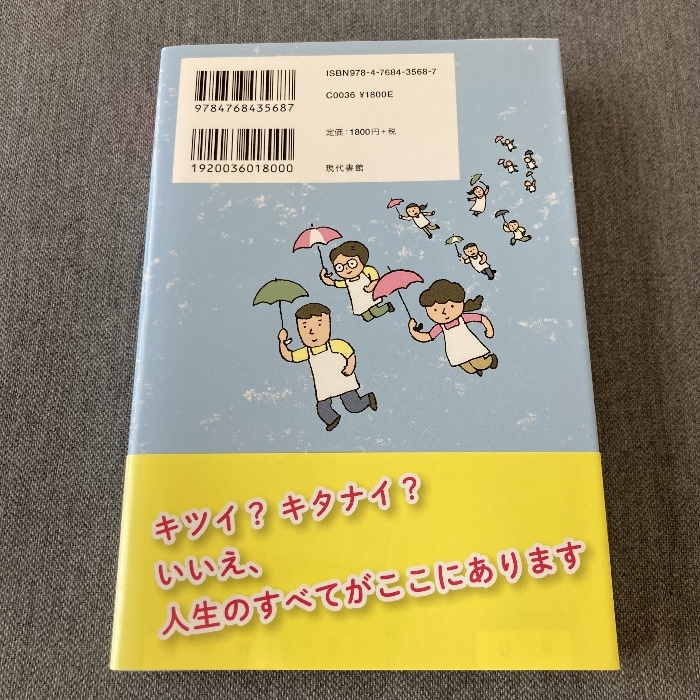 ISBN978-4-7684-3568-7
9784768435687
C0036 ¥1800E
定価:1800円+税
1920036018000
現代書館
キツイ? キタナイ?
いいえ、
人生のすべてがここにあります